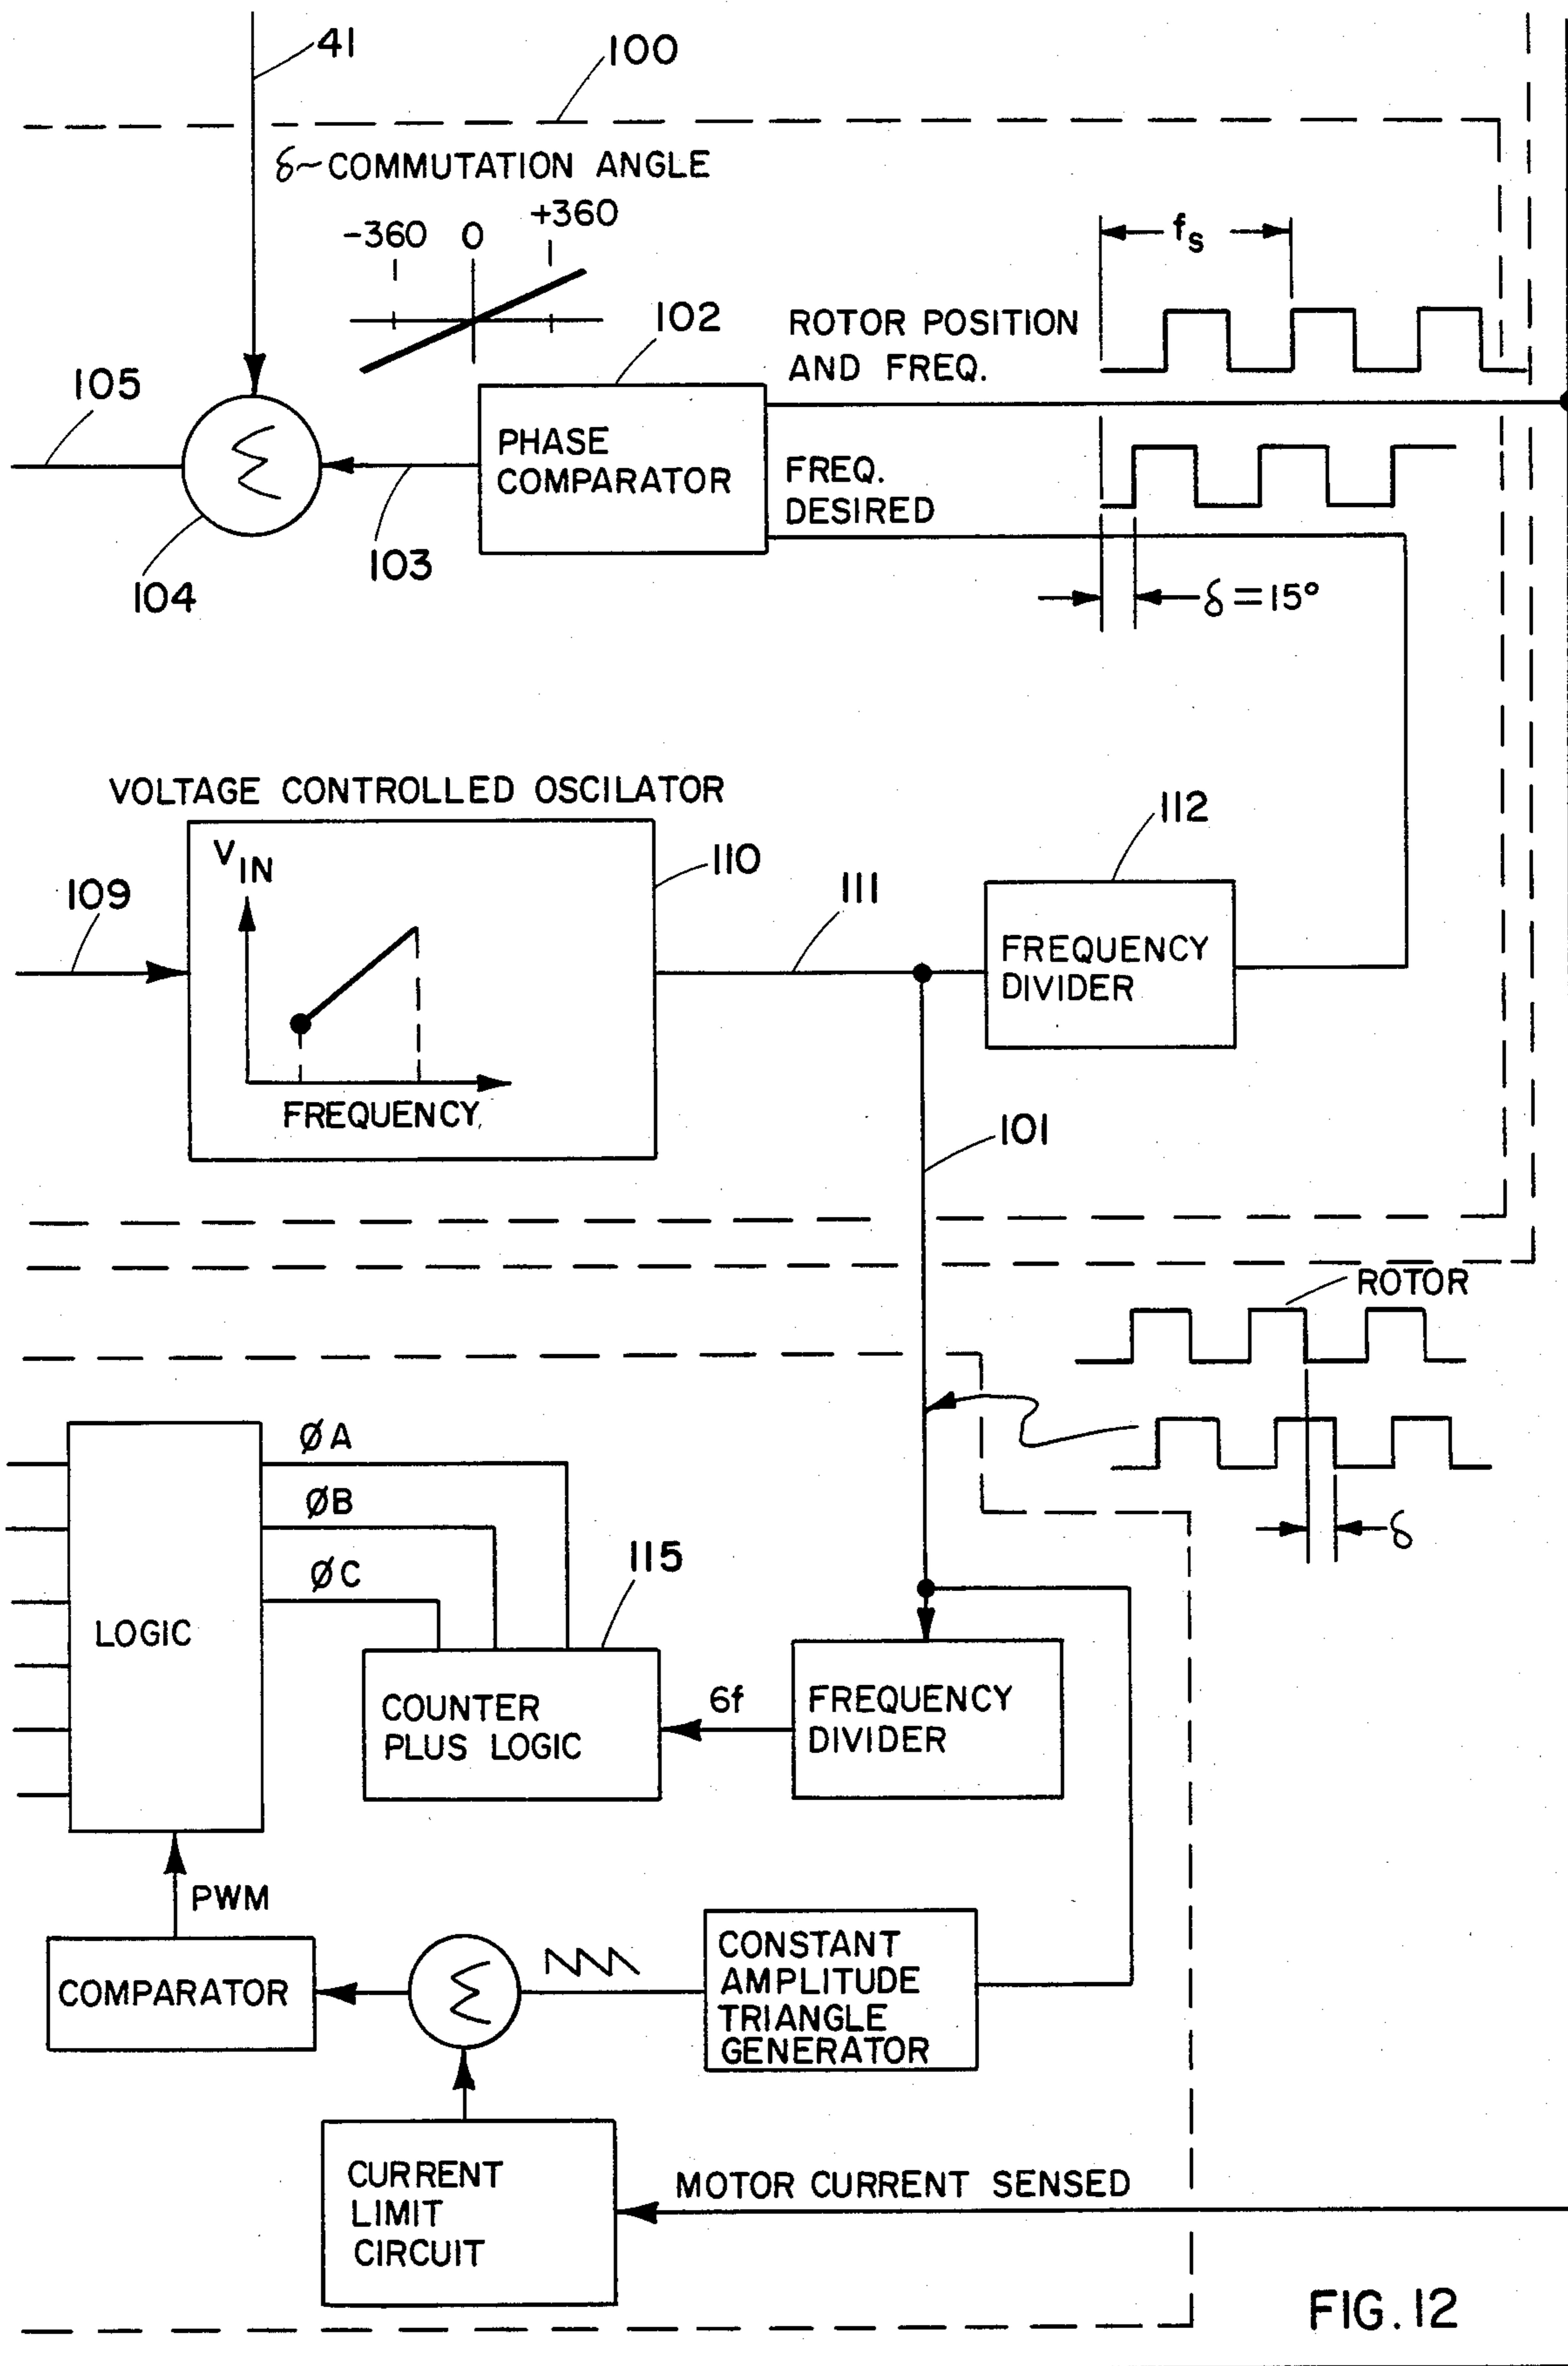 41
100
δ~COMMUTATION ANGLE
-360 0 +360
fs
102
ROTOR POSITION
AND FREQ.
105
PHASE
COMPARATOR
FREQ.
DESIRED
Σ
103
104
δ=15°
VOLTAGE CONTROLLED OSCILATOR
112
VIN
110
109
111
FREQUENCY
DIVIDER
FREQUENCY
101
ROTOR
ØA
ØB
δ
115
ØC
LOGIC
COUNTER
PLUS LOGIC
6f
FREQUENCY
DIVIDER
PWM
COMPARATOR
Σ
CONSTANT
AMPLITUDE
TRIANGLE
GENERATOR
CURRENT
LIMIT
CIRCUIT
MOTOR CURRENT SENSED
FIG. 12